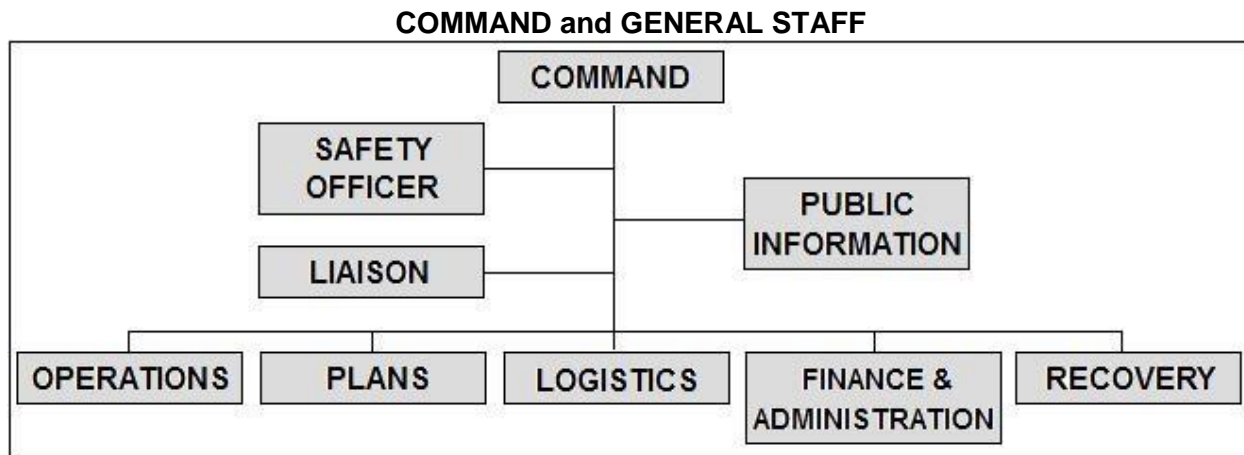 COMMAND and GENERAL STAFF
COMMAND
SAFETY
OFFICER
PUBLIC
INFORMATION
LIAISON
OPERATIONS
PLANS
LOGISTICS
FINANCE &
ADMINISTRATION
RECOVERY